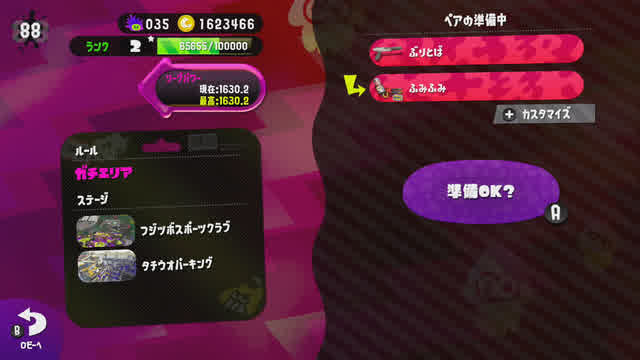 88
035
1623466
ランク 2 85655/100000
リーグパワー
現在:1630.2
最高:1630.2
ルール
ガチエリア
ステージ
フジツボスポーツクラブ
タチウオパーキング
B
ロビーへ
ペアの準備中
ぷりとば
ふみふみ
+ カスタマイズ
準備OK?
A